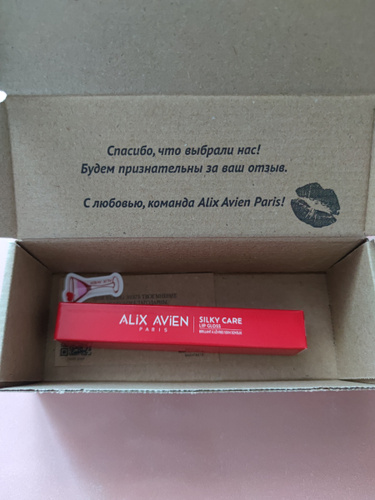 Спасибо, что выбрали нас!
Будем признательны за ваш отзыв.
С любовью, команда Alix Avien Paris!
ALIX AVIEN
PARIS
SILKY CARE
LIP GLOSS